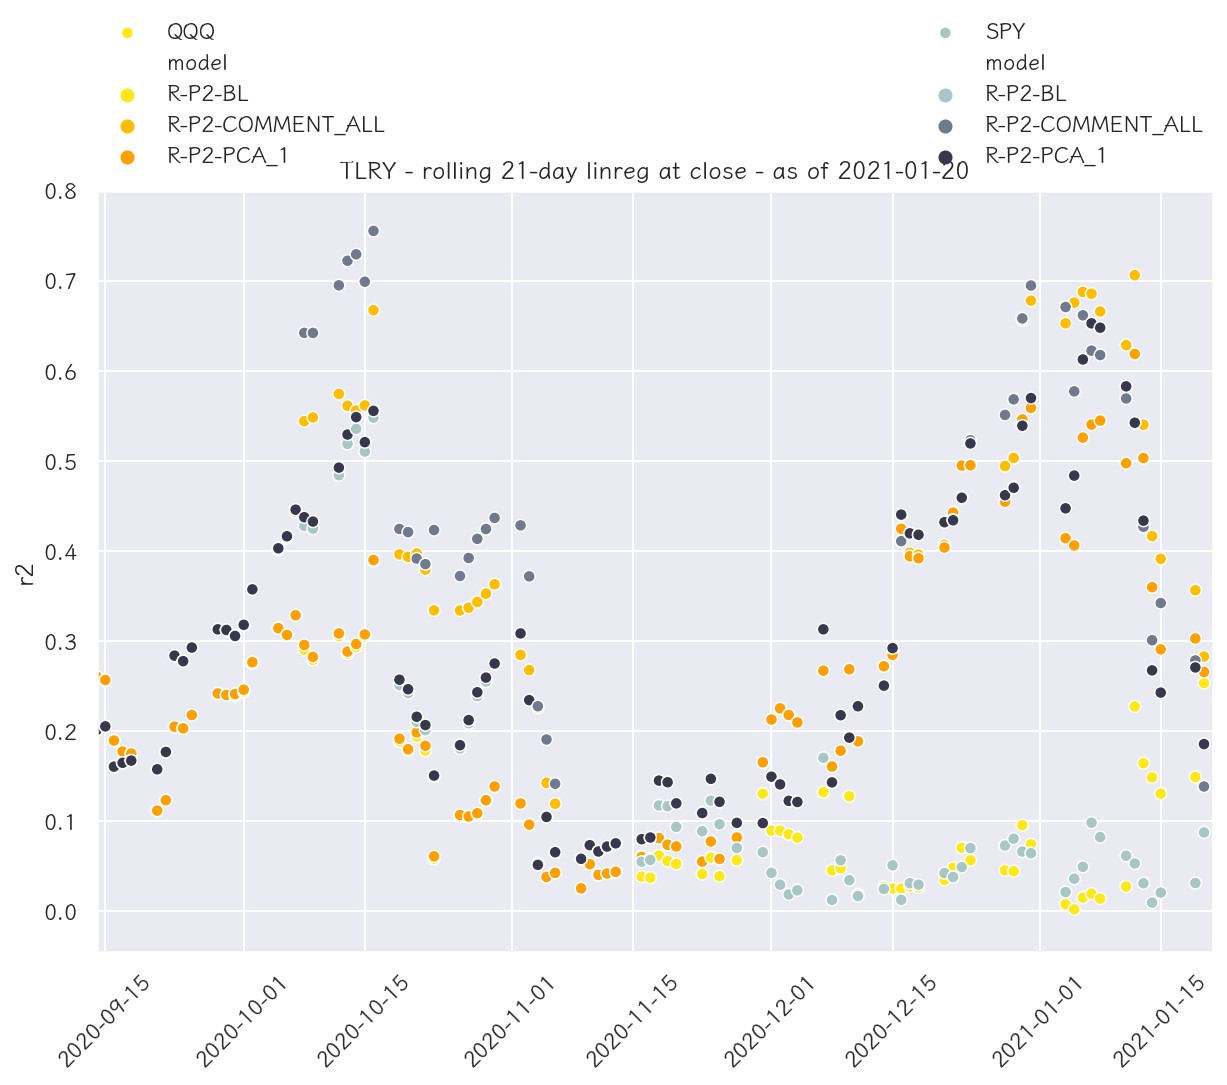 QQQ
model
R-P2-BL
R-P2-COMMENT_ALL
R-P2-PCA_1
SPY
model
R-P2-BL
R-P2-COMMENT_ALL
R-P2-PCA_1
TLRY - rolling 21-day linreg at close - as of 2021-01-20
0.8
0.7
0.6
0.5
0.4
0.3
0.2
0.1
0.0
r2
2020-09-15
2020-10-01
2020-10-15
2020-11-01
2020-11-15
2020-12-01
2020-12-15
2021-01-01
2021-01-15